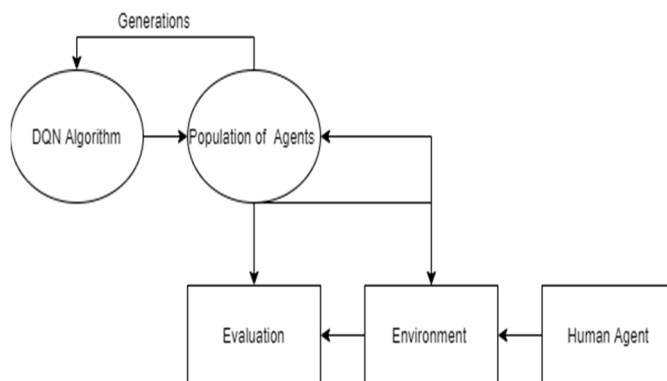 Generations
DQN Algorithm
Population of Agents
Evaluation
Environment
Human Agent